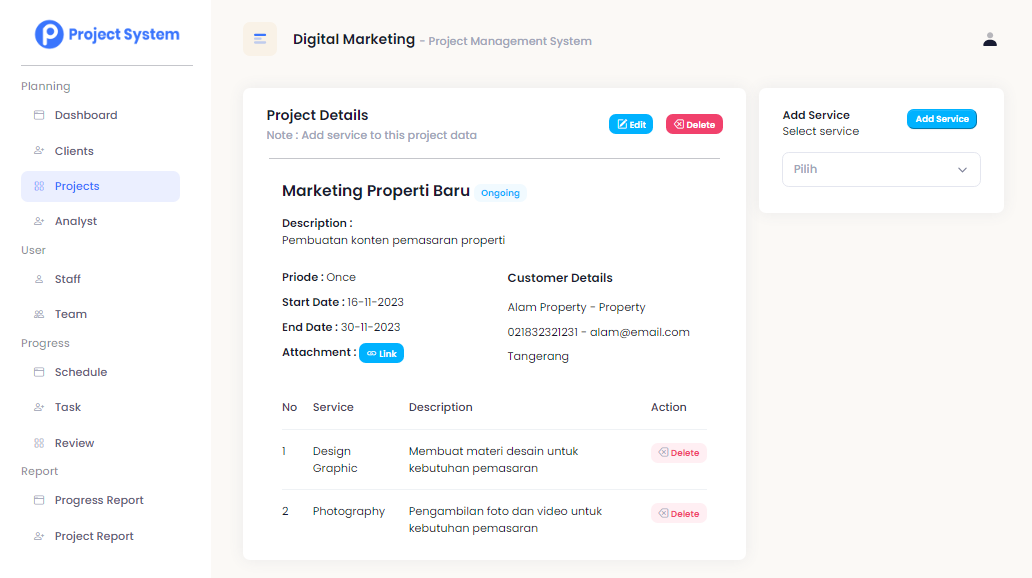 Project System
Planning
Dashboard
Clients
Projects
Analyst
User
Staff
Team
Progress
Schedule
Task
Review
Report
Progress Report
Project Report
Digital Marketing - Project Management System
Project Details
Note : Add service to this project data
Edit
Delete
Marketing Properti Baru Ongoing
Description :
Pembuatan konten pemasaran properti
Priode : Once
Start Date : 16-11-2023
End Date : 30-11-2023
Attachment : Link
Customer Details
Alam Property - Property
021832321231 - alam@email.com
Tangerang
No Service Description Action
1 Design Membuat materi desain untuk Delete
Graphic kebutuhan pemasaran
2 Photography Pengambilan foto dan video untuk Delete
kebutuhan pemasaran
Add Service
Select service
Add Service
Pilih